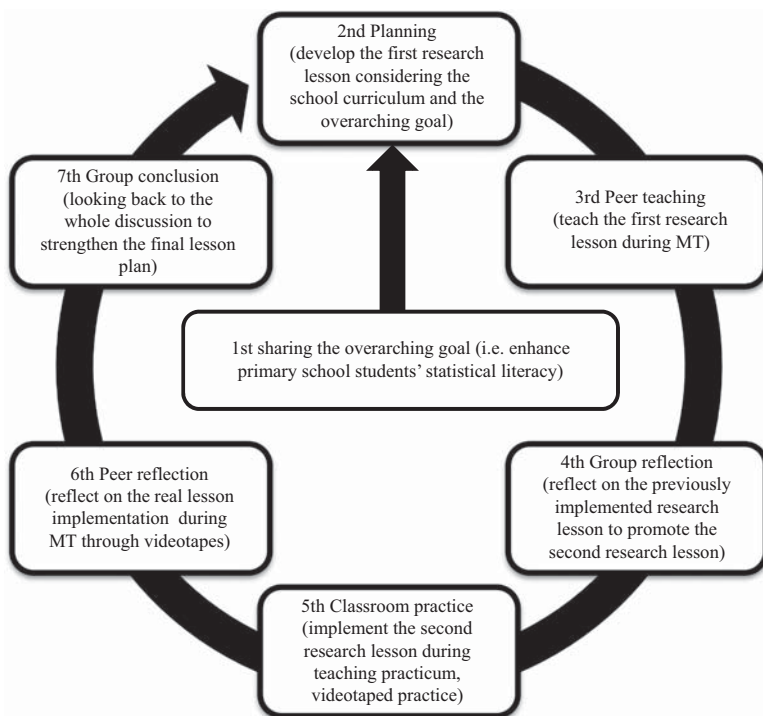 2nd Planning
(develop the first research
lesson considering the
school curriculum and the
overarching goal)
3rd Peer teaching
(teach the first research
lesson during MT)
7th Group conclusion
(looking back to the
whole discussion to
strengthen the final lesson
plan)
1st sharing the overarching goal (i.e. enhance
primary school students’ statistical literacy)
4th Group reflection
(reflect on the previously
implemented research
lesson to promote the
second research lesson)
6th Peer reflection
(reflect on the real lesson
implementation during
MT through videotapes)
5th Classroom practice
(implement the second
research lesson during
teaching practicum,
videotaped practice)